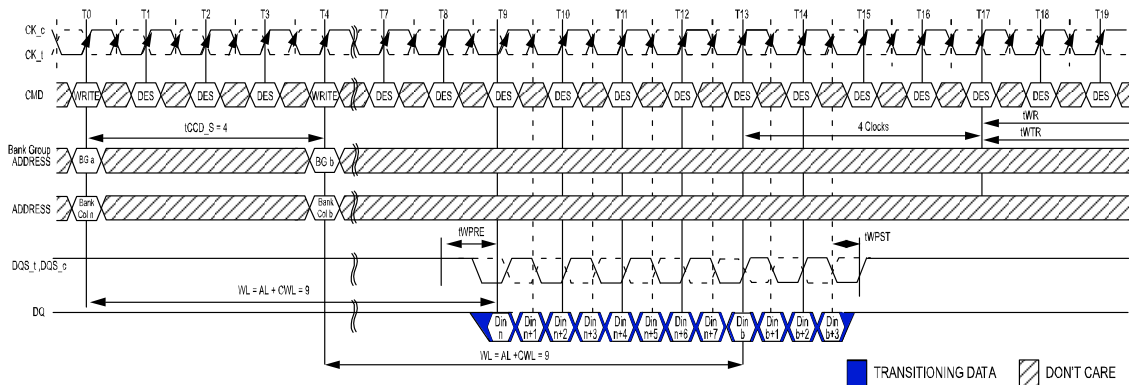 T0 T1 T2 T3 T4 T7 T8 T9 T10 T11 T12 T13 T14 T15 T16 T17 T18 T19
CK_c
CK_t
CMD WRITE DES DES DES WRITE DES DES DES DES DES DES DES DES DES DES DES DES DES
tWR
tCCD_S = 4
4 Clocks
tWTR
Bank Group
ADDRESS
BG a
BG b
ADDRESS
Bank
Col n
Bank
Col b
tWPRE
tWPST
DQS_t ,DQS_c
WL = AL + CWL = 9
DQ
Din
n
Din
n+1
Din
n+2
Din
n+3
Din
n+4
Din
n+5
Din
n+6
Din
n+7
Din
b
Din
b+1
Din
b+2
Din
b+3
WL = AL +CWL = 9
TRANSITIONING DATA
DON'T CARE